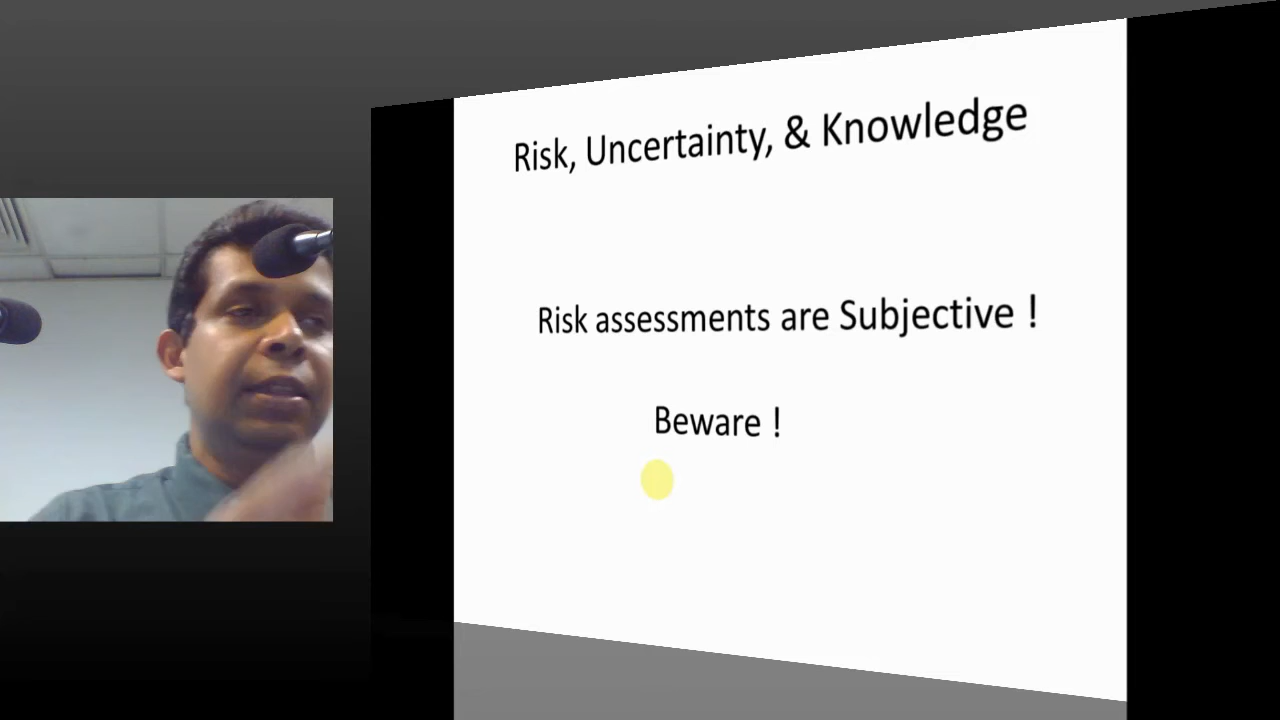 Risk, Uncertainty, & Knowledge
Risk assessments are Subjective !
Beware !